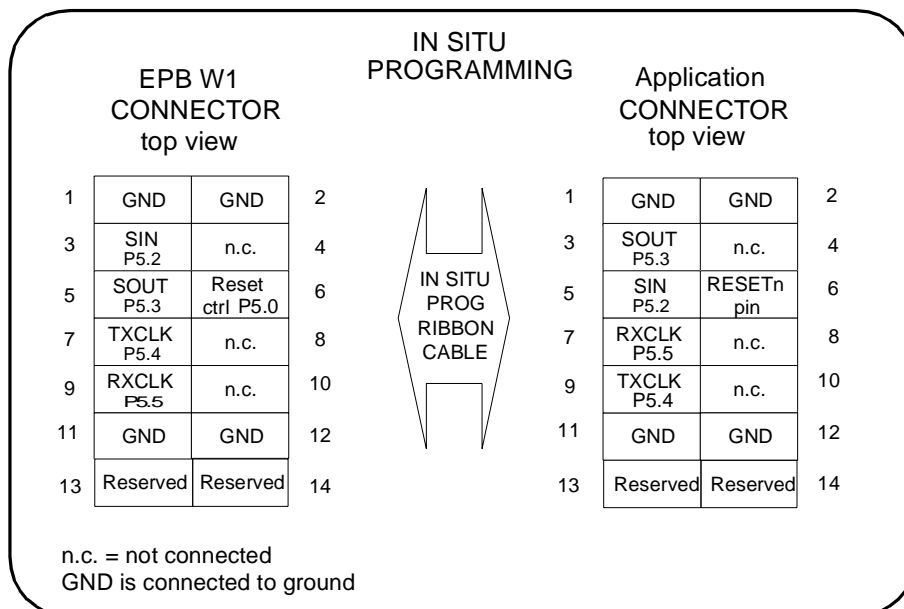 IN SITU
PROGRAMMING
EPB W1
CONNECTOR
top view
1 GND GND 2
3 SIN P5.2 n.c. 4
5 SOUT P5.3 Reset ctrl P5.0 6
7 TXCLK P5.4 n.c. 8
9 RXCLK P5.5 n.c. 10
11 GND GND 12
13 Reserved Reserved 14
IN SITU
PROG
RIBBON
CABLE
Application
CONNECTOR
top view
1 GND GND 2
3 SOUT P5.3 n.c. 4
5 SIN P5.2 RESETn pin 6
7 RXCLK P5.5 n.c. 8
9 TXCLK P5.4 n.c. 10
11 GND GND 12
13 Reserved Reserved 14
n.c. = not connected
GND is connected to ground